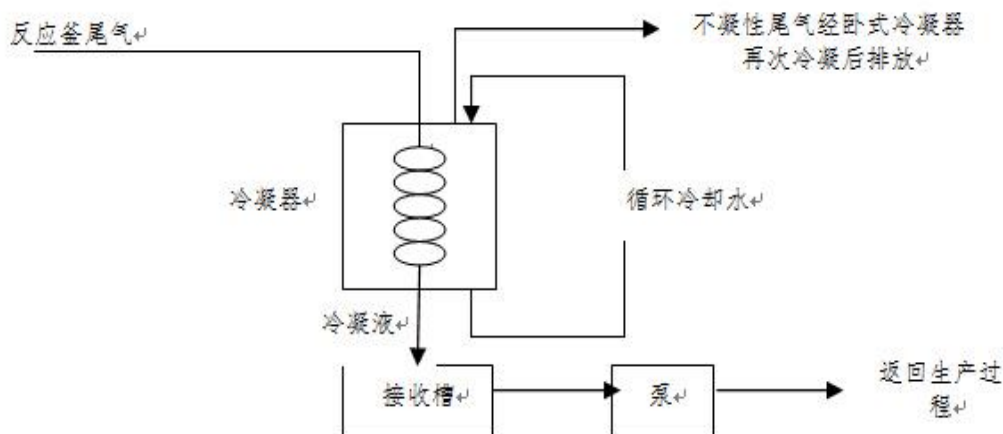 反应釜尾气↵
不凝性尾气经卧式冷凝器
再次冷凝后排放↵
冷凝器↵
循环冷却水↵
冷凝液↵
接收槽↵
泵↵
返回生产过
程↵